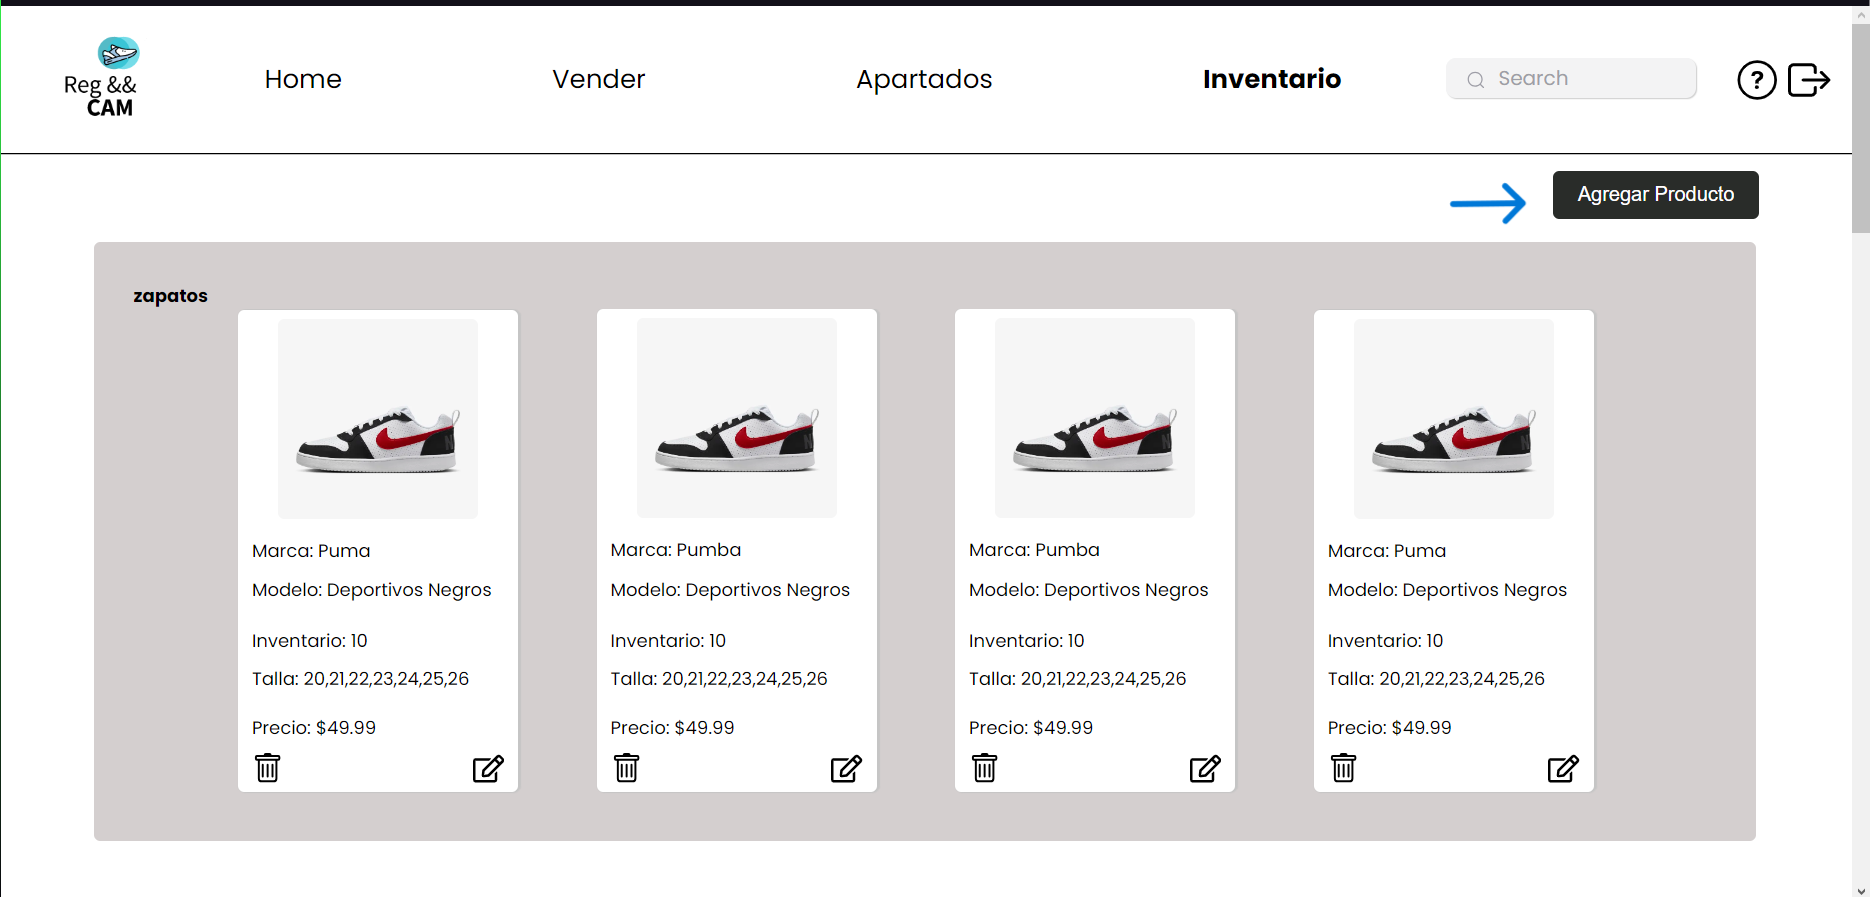 Reg &&
CAM
Home
Vender
Apartados
Inventario
Search
?
Agregar Producto
zapatos
Marca: Puma
Modelo: Deportivos Negros
Inventario: 10
Talla: 20,21,22,23,24,25,26
Precio: $49.99
Marca: Pumba
Modelo: Deportivos Negros
Inventario: 10
Talla: 20,21,22,23,24,25,26
Precio: $49.99
Marca: Pumba
Modelo: Deportivos Negros
Inventario: 10
Talla: 20,21,22,23,24,25,26
Precio: $49.99
Marca: Puma
Modelo: Deportivos Negros
Inventario: 10
Talla: 20,21,22,23,24,25,26
Precio: $49.99